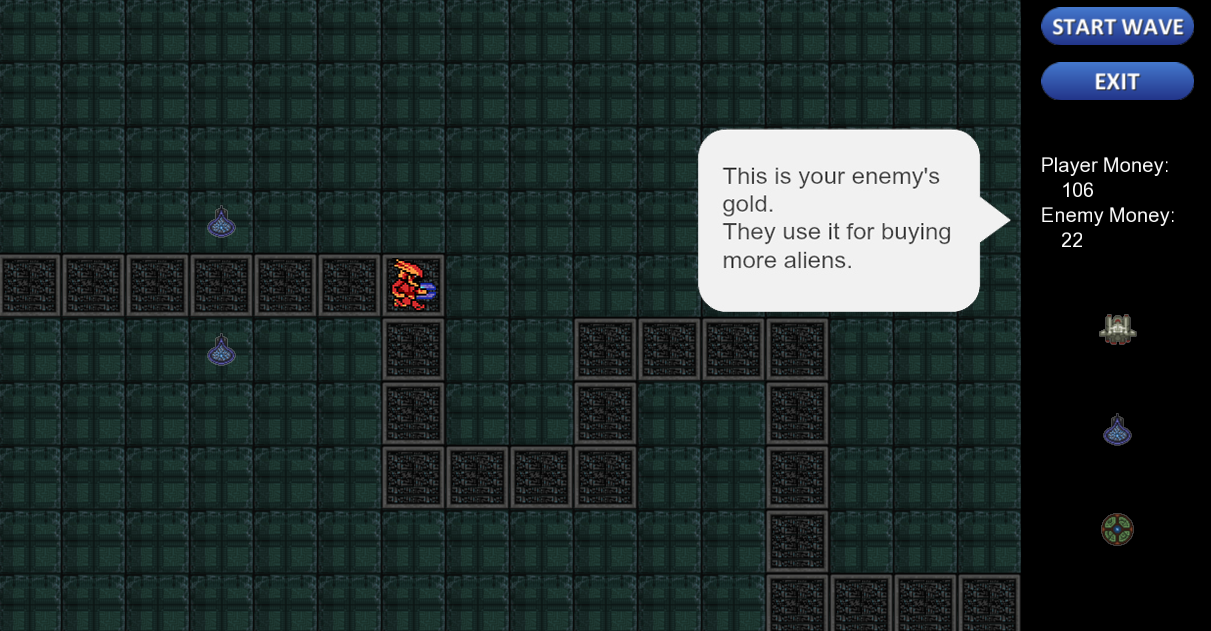 START WAVE
EXIT
This is your enemy's
gold.
They use it for buying
more aliens.
Player Money:
106
Enemy Money:
22